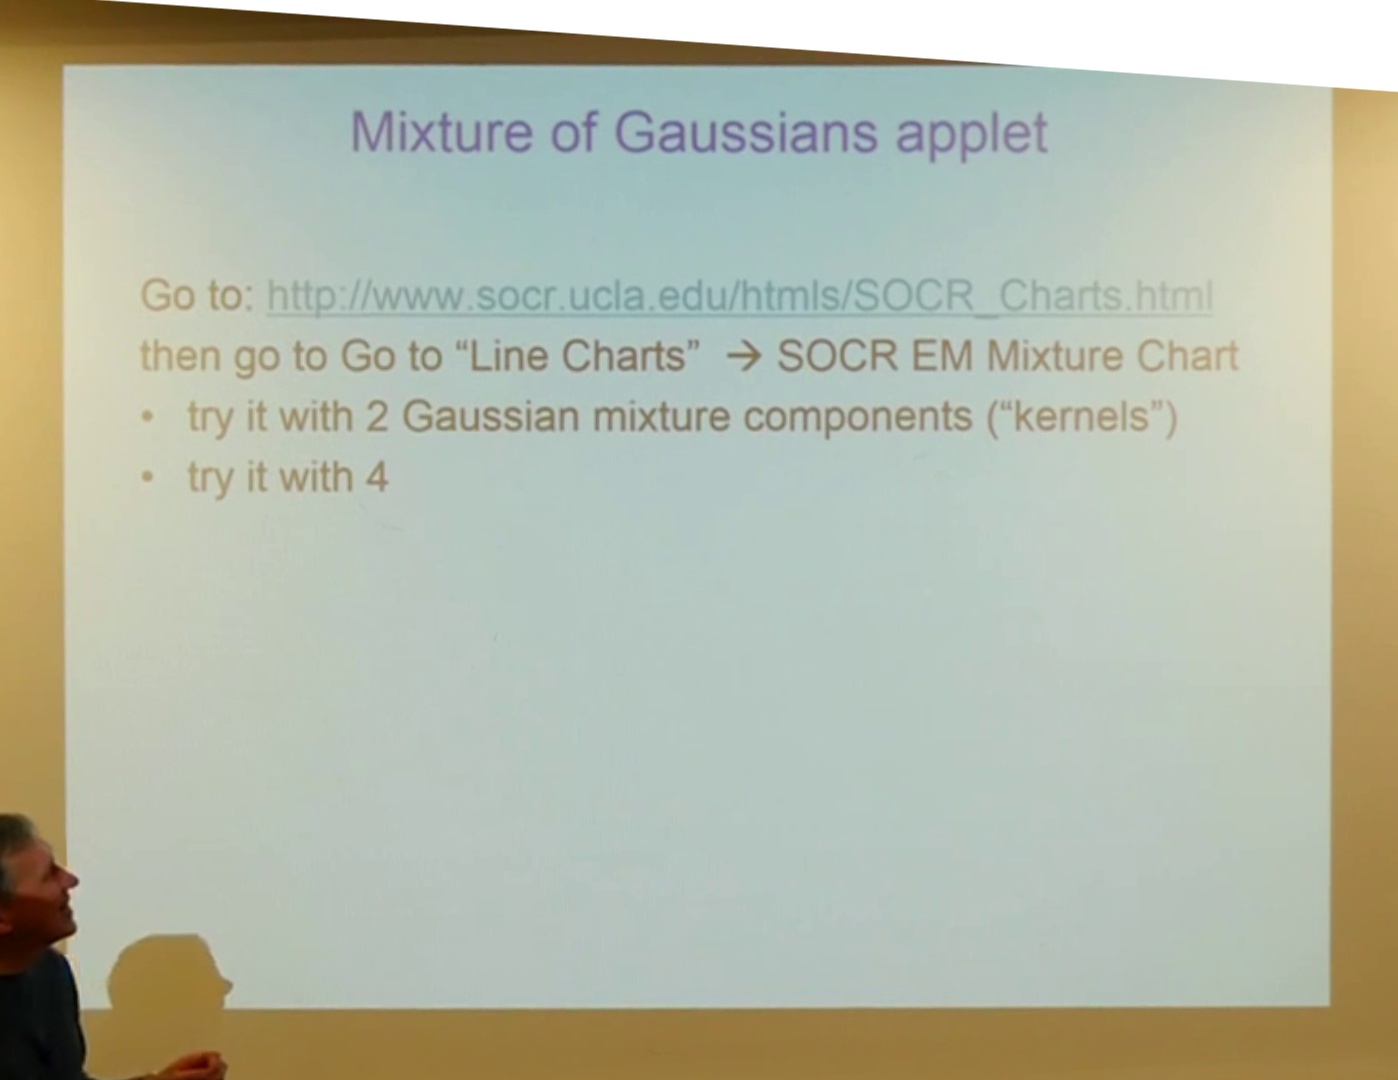 Mixture of Gaussians applet
Go to: http://www.socr.ucla.edu/htmls/SOCR_Charts.html
then go to Go to “Line Charts” → SOCR EM Mixture Chart
• try it with 2 Gaussian mixture components (“kernels”)
• try it with 4